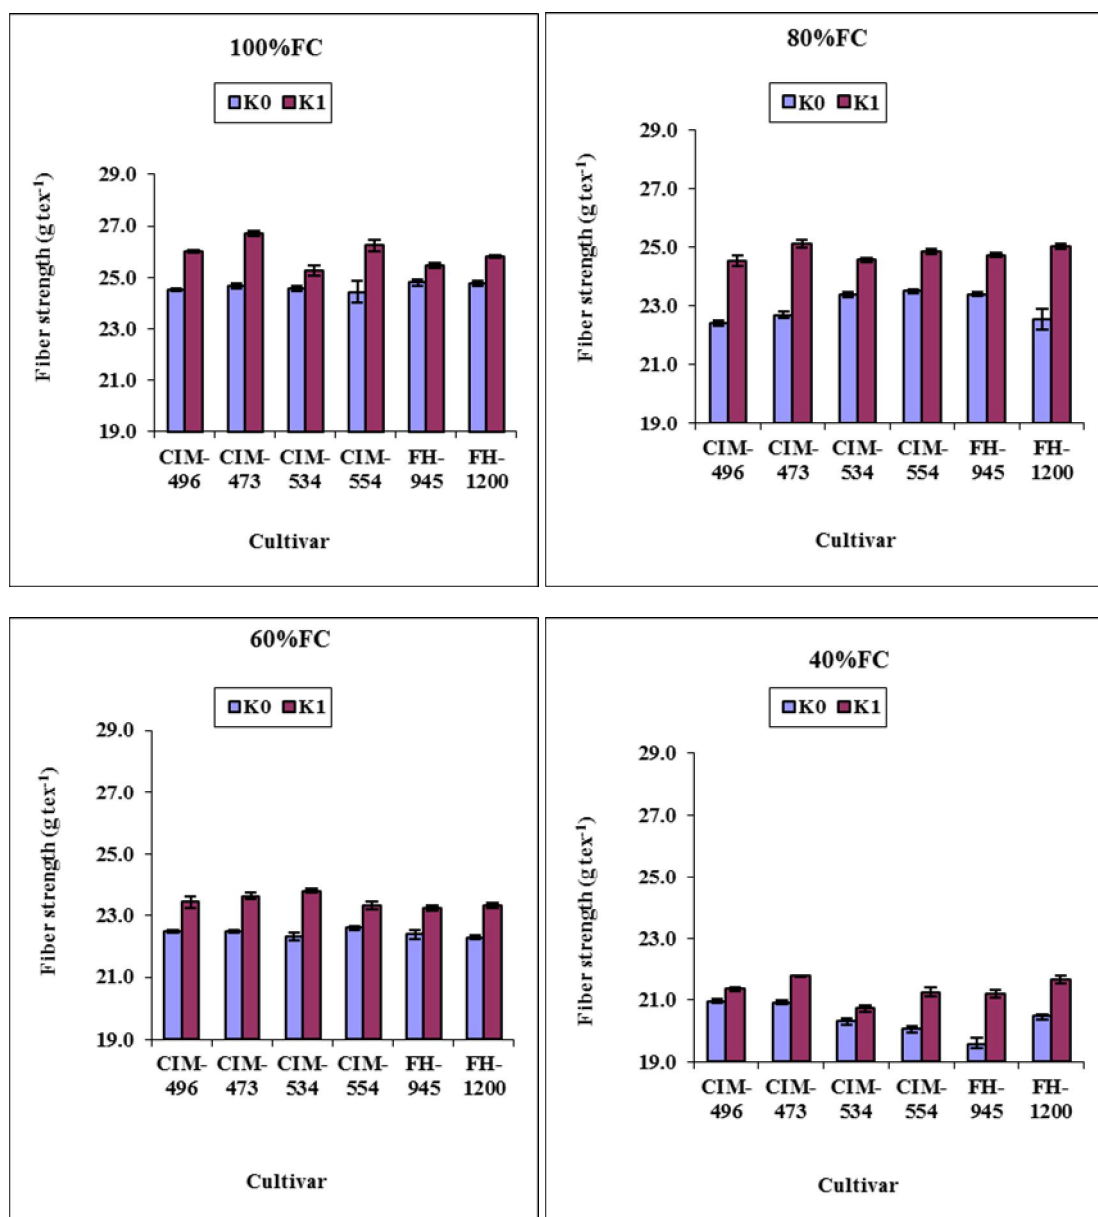 100%FC
K0 K1
Fiber strength (g tex-1)
29.0
27.0
25.0
23.0
21.0
19.0
CIM- CIM- CIM- CIM- FH- FH-
496 473 534 554 945 1200
Cultivar
80%FC
K0 K1
Fiber strength (g tex-1)
29.0
27.0
25.0
23.0
21.0
19.0
CIM- CIM- CIM- CIM- FH- FH-
496 473 534 554 945 1200
Cultivar
60%FC
K0 K1
Fiber strength (g tex-1)
29.0
27.0
25.0
23.0
21.0
19.0
CIM- CIM- CIM- CIM- FH- FH-
496 473 534 554 945 1200
Cultivar
40%FC
K0 K1
Fiber strength (g tex-1)
29.0
27.0
25.0
23.0
21.0
19.0
CIM- CIM- CIM- CIM- FH- FH-
496 473 534 554 945 1200
Cultivar